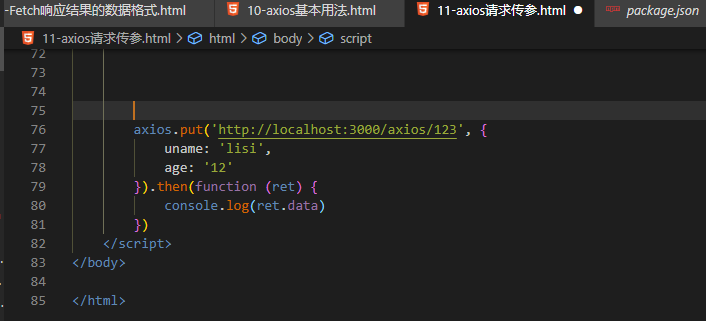 -Fetch响应结果的数据格式.html 10-axios基本用法.html 11-axios请求传参.html package.json
11-axios请求传参.html > html > body > script
72
73
74
75
76 axios.put('http://localhost:3000/axios/123', {
77 uname: 'lisi',
78 age: '12'
79 }).then(function (ret) {
80 console.log(ret.data)
81 })
82 </script>
83 </body>
84
85 </html>